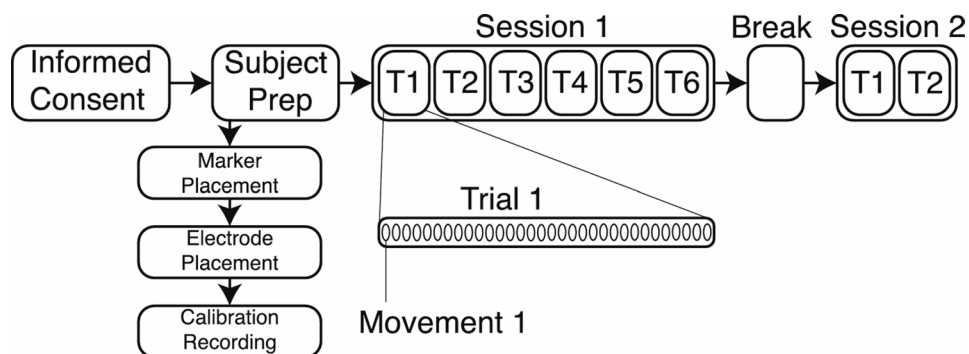 Session 1
Break
Session 2
Informed
Consent
Subject
Prep
T1
T2
T3
T4
T5
T6
T1
T2
Marker
Placement
Trial 1
Electrode
Placement
Calibration
Recording
Movement 1